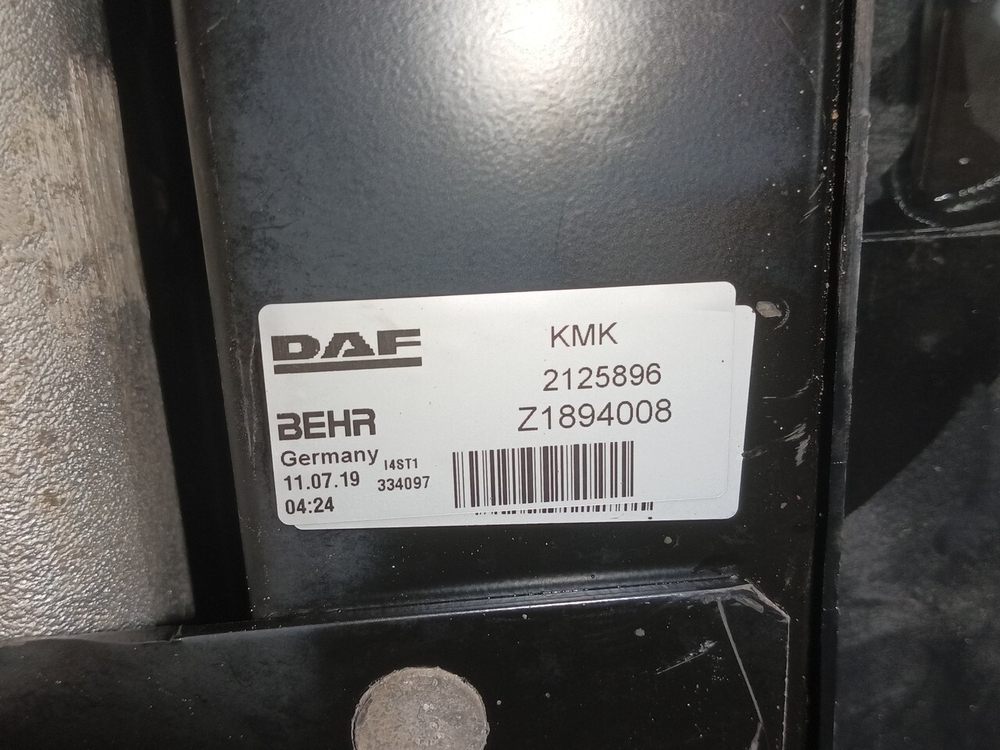 DAF
KMK
2125896
BEHR
Z1894008
Germany
I4ST1
11.07.19
334097
04:24